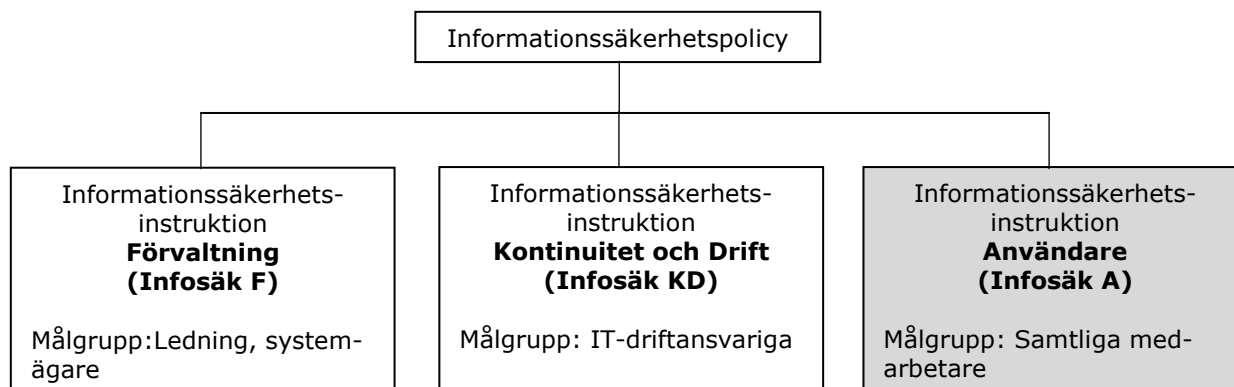 Informationssäkerhetspolicy
Informationssäkerhets-
instruktion
Förvaltning
(Infosäk F)
Målgrupp:Ledning, system-
ägare
Informationssäkerhets-
instruktion
Kontinuitet och Drift
(Infosäk KD)
Målgrupp: IT-driftansvariga
Informationssäkerhets-
instruktion
Användare
(Infosäk A)
Målgrupp: Samtliga med-
arbetare